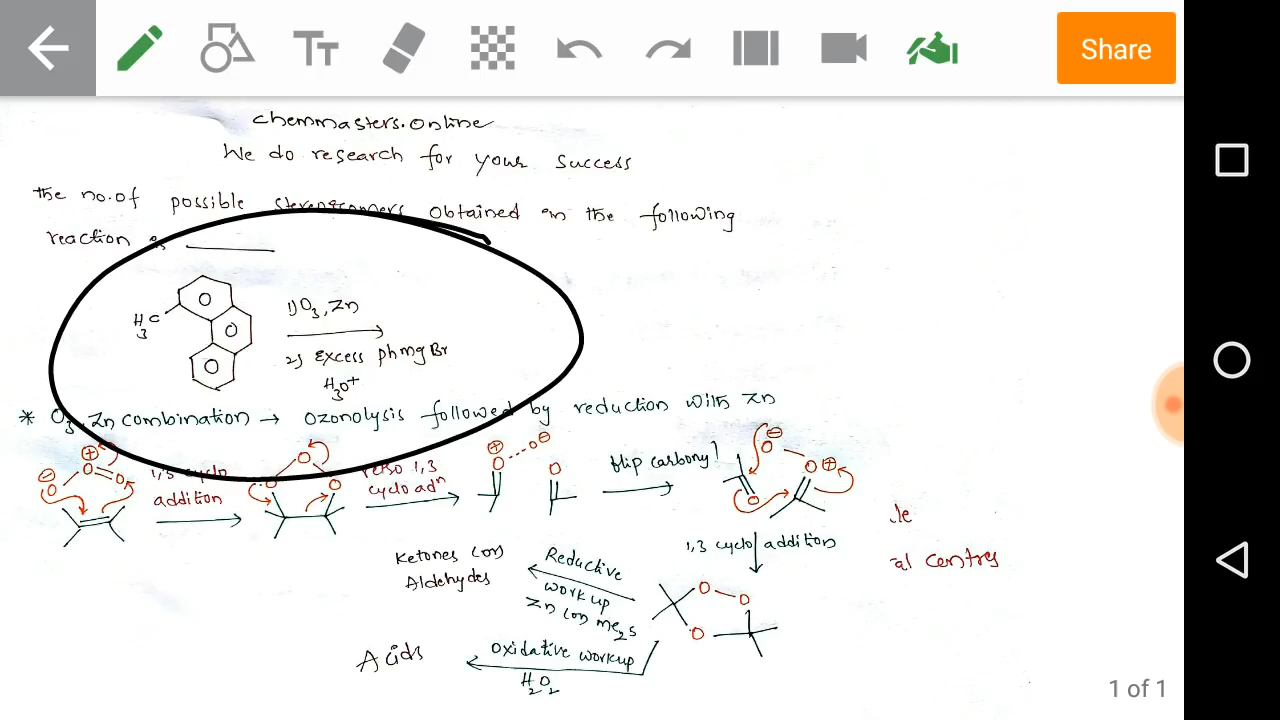 Share
chemmasters.online
We do research for your success
the no.of possible stereoisomers obtained in the following
reaction is
H3C
1) O3, Zn
2) Excess phmgBr
H3O+
* O3, Zn combination → ozonolysis followed by reduction with Zn
1,3 cyclo
addition
retro 1,3
cyclo adn
flip carbonyl
1,3 cyclo addition
le
al centres
Ketones (or)
Aldehydes
Reductive
work up
Zn (or) me2s
Acids
Oxidative workup
H2O2
1 of 1